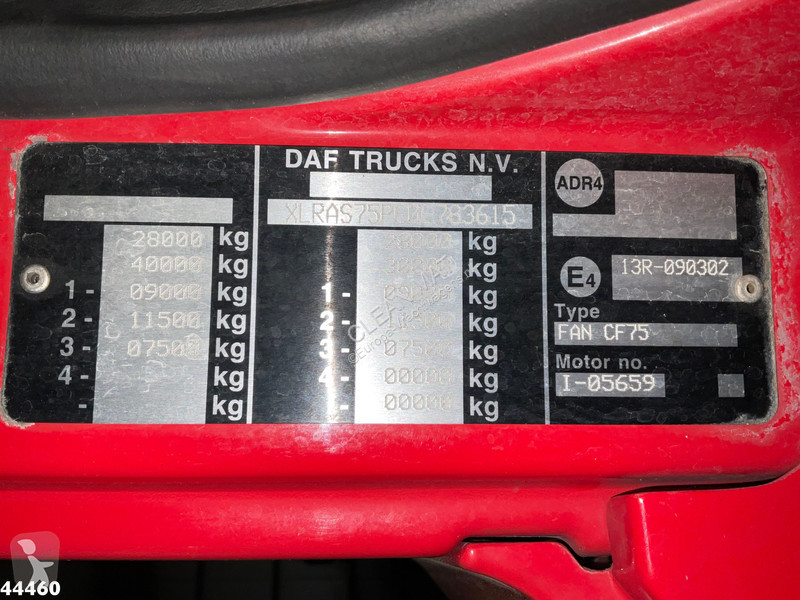 DAF TRUCKS N.V.
28000 kg
40000 kg
1 - 09000 kg
2 - 11500 kg
3 - 07500 kg
4 - kg
- kg
kg
kg
1 - kg
2 - kg
3 - kg
4 - kg
- 00000 kg
ADR4
E4
13R-090302
Type
FAN CF75
Motor no.
I-05659
44460